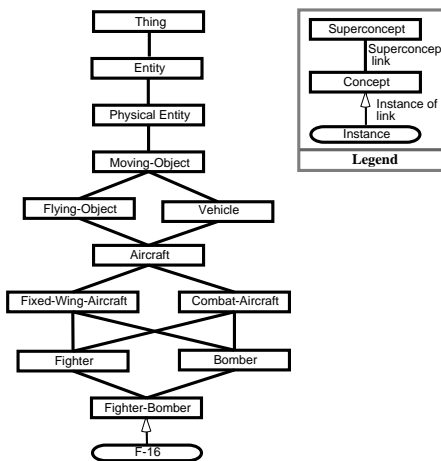 Thing
Entity
Physical Entity
Moving-Object
Flying-Object
Vehicle
Aircraft
Fixed-Wing-Aircraft
Combat-Aircraft
Fighter
Bomber
Fighter-Bomber
F-16
Superconcept
Superconcept
link
Concept
Instance of
link
Instance
Legend